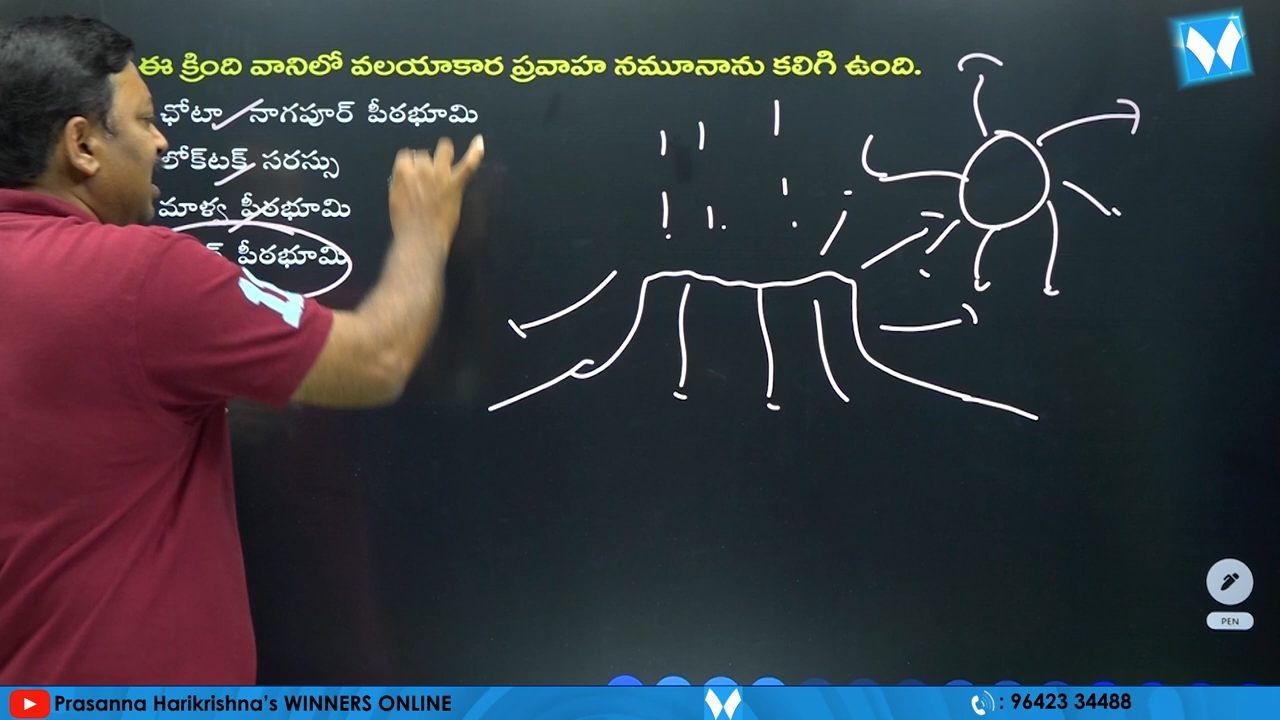 ఈ క్రింది వానిలో వలయాకార ప్రవాహ నమూనాను కలిగి ఉంది.
ఛోటా నాగపూర్ పీఠభూమి
లోక్‌టక్ సరస్సు
మాళ్వ పీఠభూమి
పీఠభూమి
PEN
Prasanna Harikrishna's WINNERS ONLINE
: 96423 34488